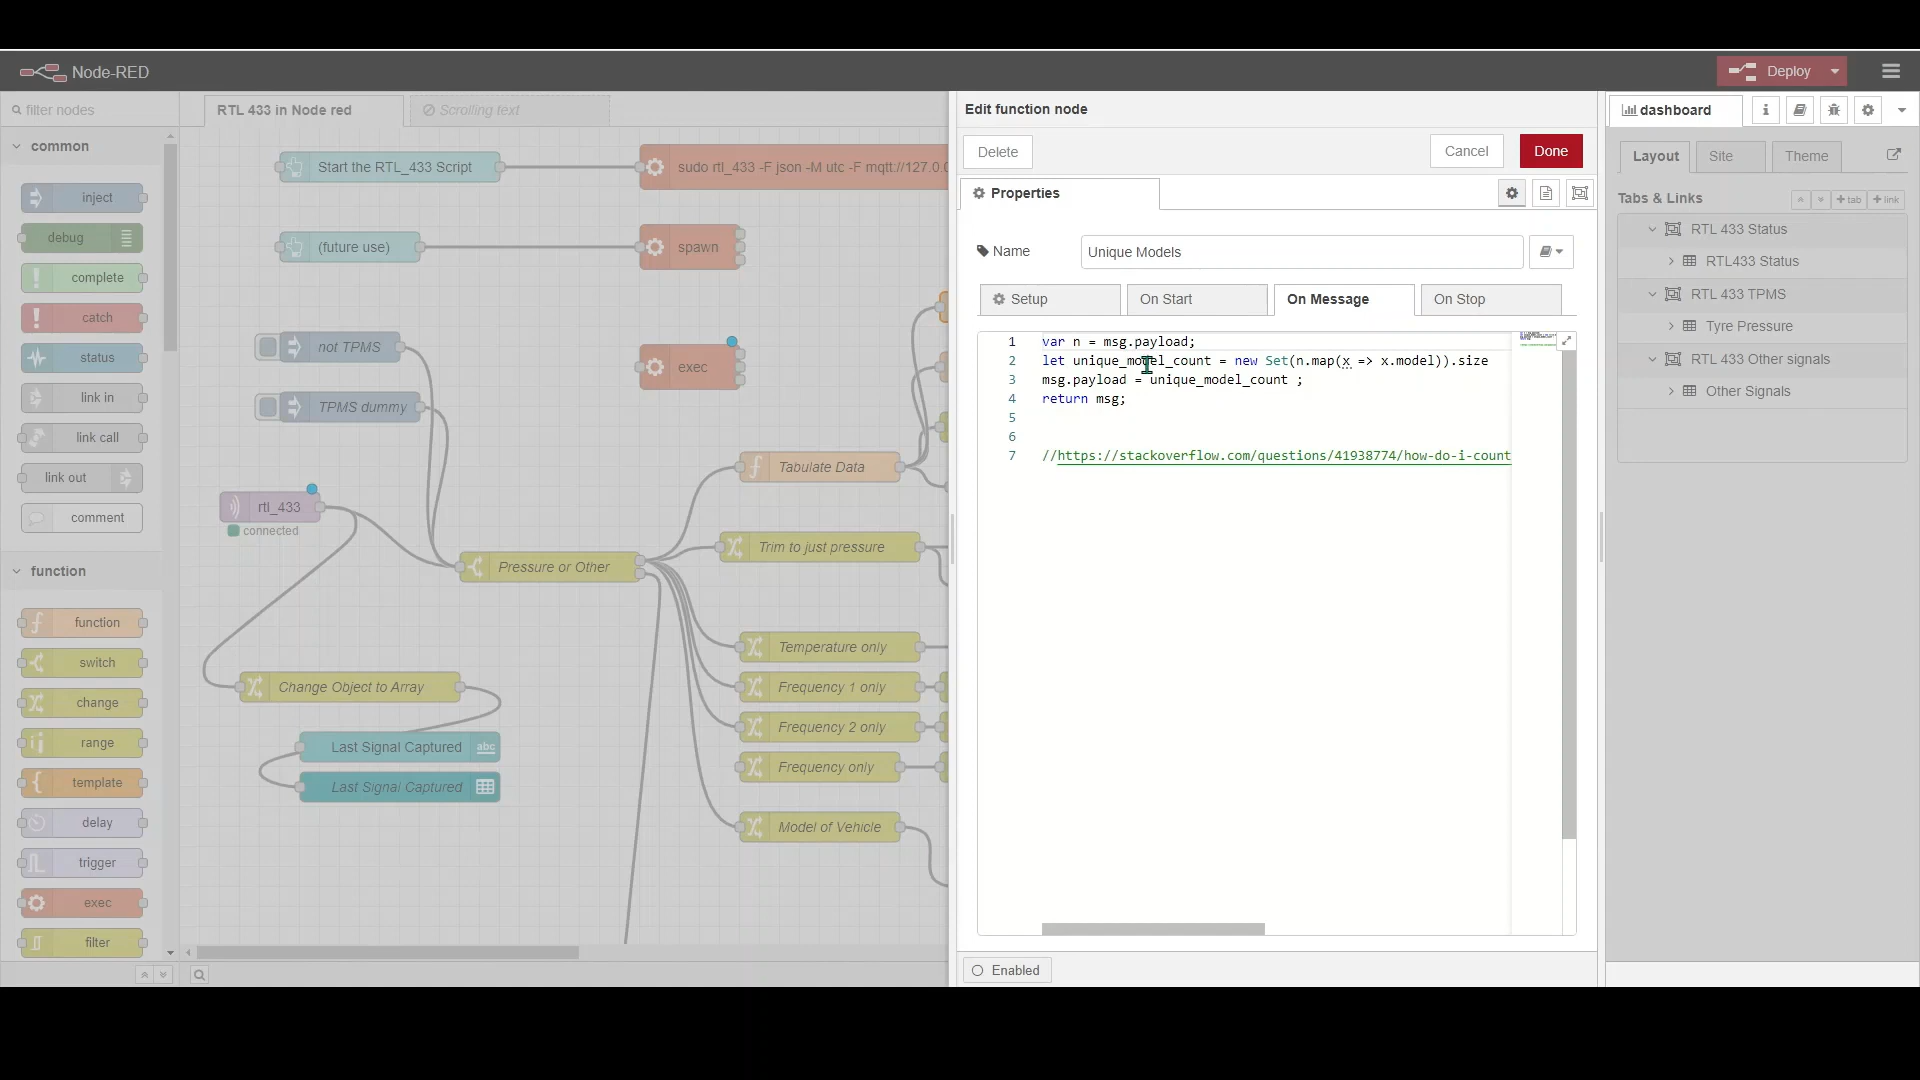 Node-RED
Deploy
filter nodes
RTL 433 in Node red
Scrolling text
Edit function node
dashboard
i
common
Start the RTL_433 Script
sudo rtl_433 -F json -M utc -F mqtt://127.0.0
Delete
Cancel
Done
Layout
Site
Theme
inject
Properties
Tabs & Links
tab
link
debug
(future use)
spawn
Name
Unique Models
RTL 433 Status
RTL433 Status
complete
Setup
On Start
On Message
On Stop
RTL 433 TPMS
catch
Tyre Pressure
status
not TPMS
exec
1 var n = msg.payload;
2 let unique_model_count = new Set(n.map(x => x.model)).size
3 msg.payload = unique_model_count ;
4 return msg;
5
6
7 //https://stackoverflow.com/questions/41938774/how-do-i-count
RTL 433 Other signals
Other Signals
link in
TPMS dummy
link call
Tabulate Data
link out
rtl_433
connected
comment
Trim to just pressure
function
Pressure or Other
function
Temperature only
switch
Change Object to Array
Frequency 1 only
change
Frequency 2 only
range
Last Signal Captured
abc
Frequency only
template
Last Signal Captured
delay
Model of Vehicle
trigger
exec
filter
Enabled